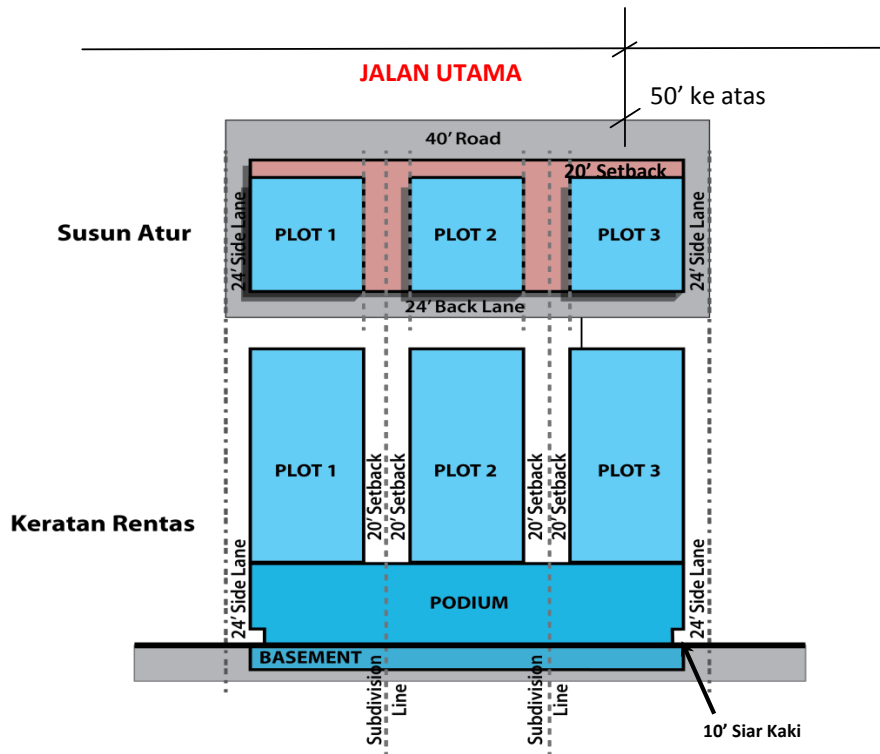 JALAN UTAMA
50’ ke atas
40’ Road
20’ Setback
24’ Side Lane
Susun Atur
PLOT 1
PLOT 2
PLOT 3
24’ Side Lane
24’ Back Lane
PLOT 1
20’ Setback
20’ Setback
PLOT 2
20’ Setback
20’ Setback
PLOT 3
Keratan Rentas
24’ Side Lane
PODIUM
24’ Side Lane
BASEMENT
Subdivision
Line
Subdivision
Line
10’ Siar Kaki